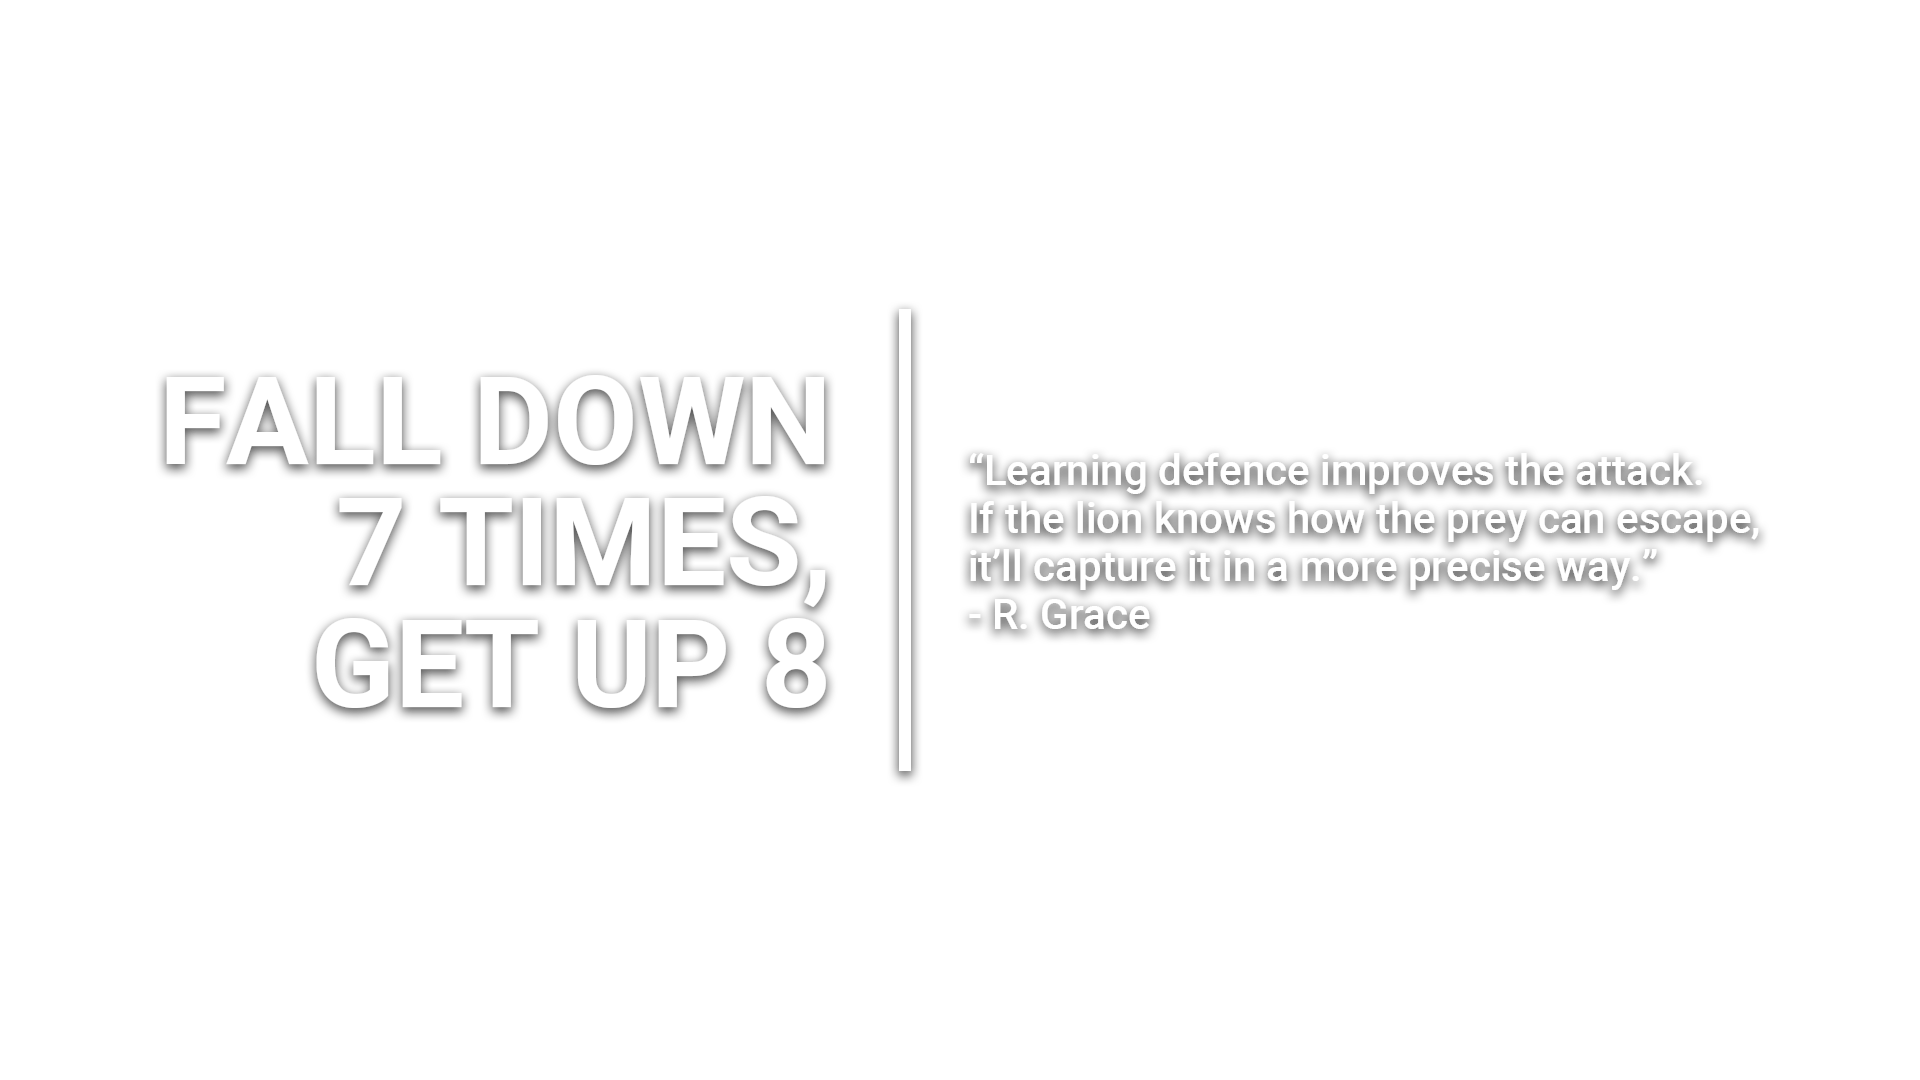 FALL DOWN
7 TIMES,
GET UP 8
“Learning defence improves the attack.
If the lion knows how the prey can escape,
it’ll capture it in a more precise way.”
- R. Grace